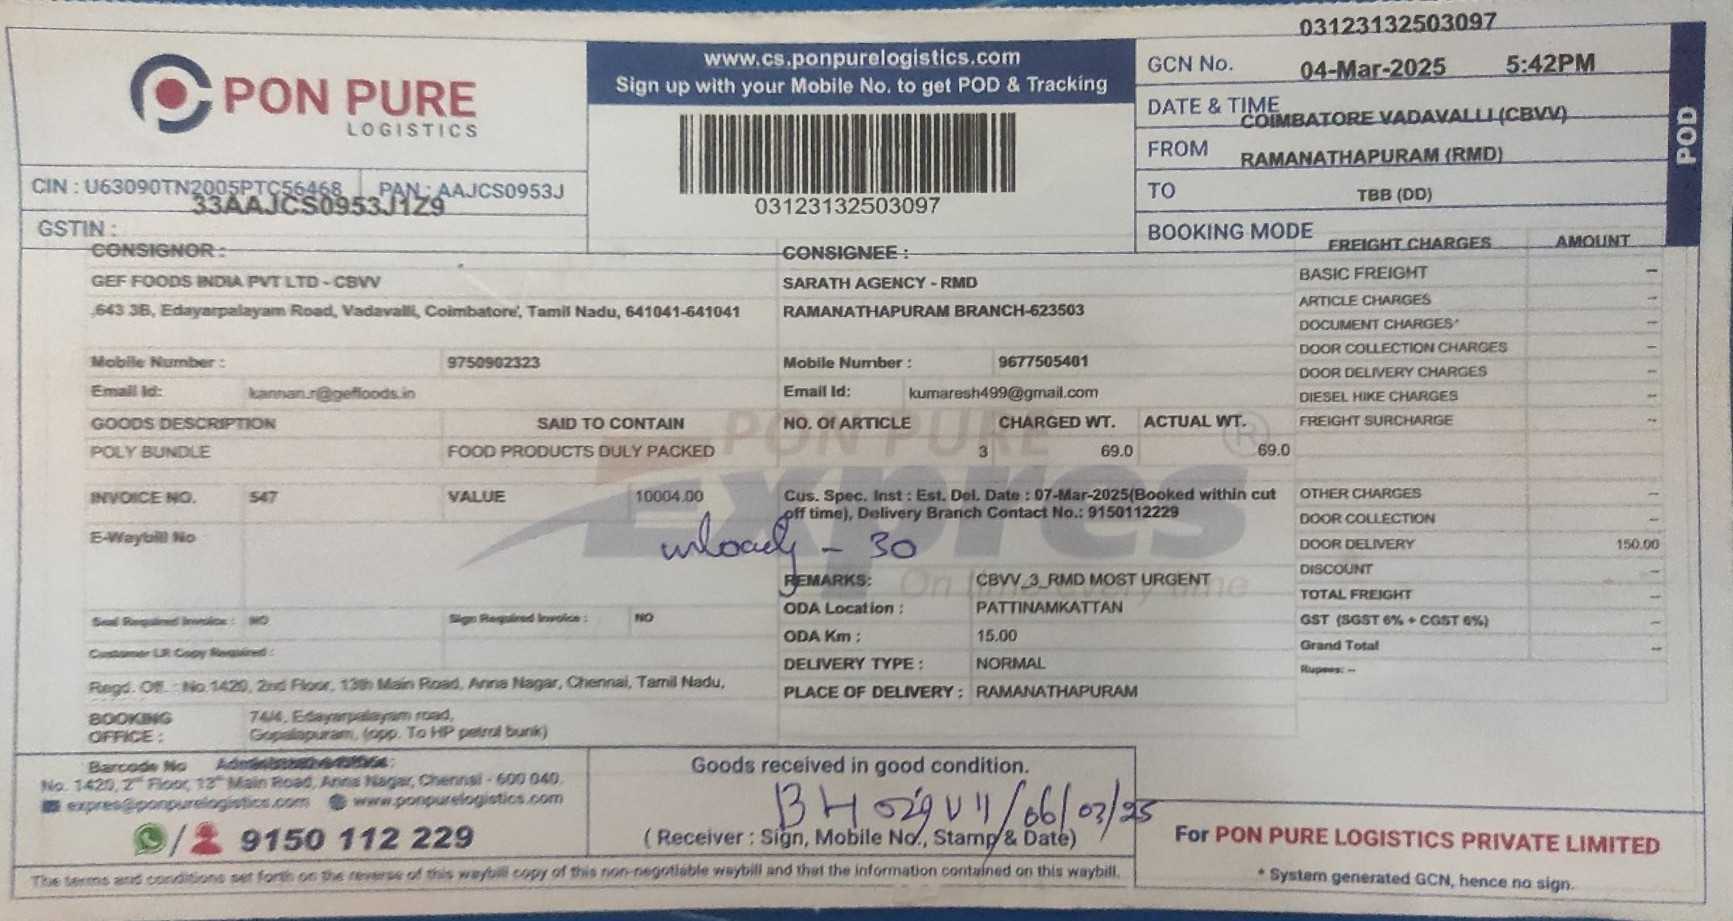 PON PURE
LOGISTICS
www.cs.ponpurelogistics.com
Sign up with your Mobile No. to get POD & Tracking
03123132503097
03123132503097
GCN No.
04-Mar-2025 5:42PM
DATE & TIME
COIMBATORE VADAVALLI (CBVV)
FROM
RAMANATHAPURAM (RMD)
TO
TBB (DD)
BOOKING MODE
POD
CIN : U63090TN2005PTC56468 PAN : AAJCS0953J
33AAJCS0953J1Z9
GSTIN :
CONSIGNOR :
GEF FOODS INDIA PVT LTD - CBVV
643 3B, Edayarpalayam Road, Vadavalli, Coimbatore, Tamil Nadu, 641041-641041
Mobile Number : 9750902323
Email Id: kannan.r@geffoods.in
CONSIGNEE :
SARATH AGENCY - RMD
RAMANATHAPURAM BRANCH-623503
Mobile Number : 9677505401
Email Id: kumaresh499@gmail.com
GOODS DESCRIPTION SAID TO CONTAIN NO. Of ARTICLE CHARGED WT. ACTUAL WT.
POLY BUNDLE FOOD PRODUCTS DULY PACKED 3 69.0 69.0
INVOICE NO. 547 VALUE 10004.00
E-Waybill No
Cus. Spec. Inst : Est. Del. Date : 07-Mar-2025(Booked within cut
off time), Delivery Branch Contact No.: 9150112229
- 30
REMARKS: CBVV_3_RMD MOST URGENT
ODA Location : PATTINAMKATTAN
ODA Km : 15.00
DELIVERY TYPE : NORMAL
PLACE OF DELIVERY : RAMANATHAPURAM
PON PURE
Expres
®
On time every time
Seal Required Invoice : NO Sign Required Invoice : NO
Customer LR Copy Required :
Regd. Off. : No.1420, 2nd Floor, 13th Main Road, Anna Nagar, Chennai, Tamil Nadu,
BOOKING OFFICE : 74/4, Edayarpalayam road,
Gopalapuram, (opp. To HP petrol bunk)
FREIGHT CHARGES AMOUNT
BASIC FREIGHT --
ARTICLE CHARGES --
DOCUMENT CHARGES* --
DOOR COLLECTION CHARGES --
DOOR DELIVERY CHARGES --
DIESEL HIKE CHARGES --
FREIGHT SURCHARGE --
OTHER CHARGES --
DOOR COLLECTION --
DOOR DELIVERY 150.00
DISCOUNT --
TOTAL FREIGHT --
GST (SGST 6% + CGST 6%) --
Grand Total --
Rupees: --
Barcode No
No. 1420, 2nd Floor, 13th Main Road, Anna Nagar, Chennai - 600 040.
expres@ponpurelogistics.com www.ponpurelogistics.com
/ 9150 112 229
Goods received in good condition.
/06/03/25
( Receiver : Sign, Mobile No., Stamp & Date)
For PON PURE LOGISTICS PRIVATE LIMITED
* System generated GCN, hence no sign.
The terms and conditions set forth on the reverse of this waybill copy of this non-negotiable waybill and that the information contained on this waybill.